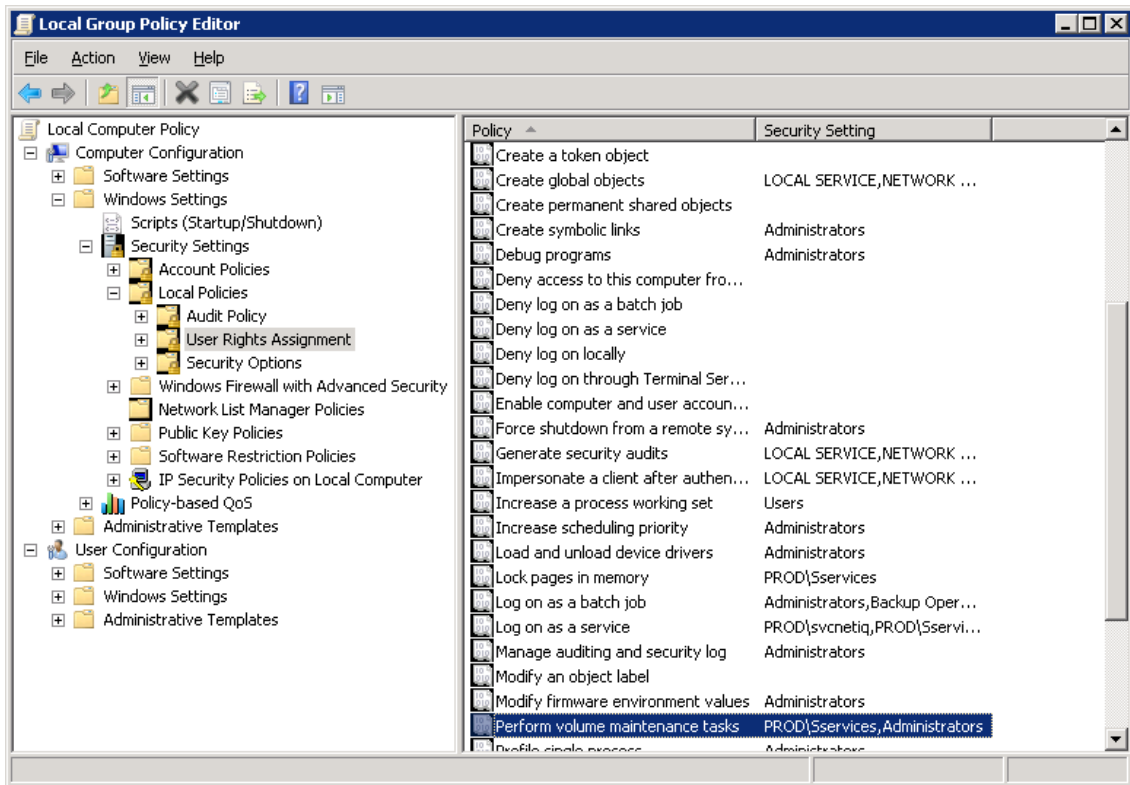 Local Group Policy Editor
File Action View Help
Local Computer Policy
Computer Configuration
Software Settings
Windows Settings
Scripts (Startup/Shutdown)
Security Settings
Account Policies
Local Policies
Audit Policy
User Rights Assignment
Security Options
Windows Firewall with Advanced Security
Network List Manager Policies
Public Key Policies
Software Restriction Policies
IP Security Policies on Local Computer
Policy-based QoS
Administrative Templates
User Configuration
Software Settings
Windows Settings
Administrative Templates
Policy Security Setting
Create a token object
Create global objects LOCAL SERVICE,NETWORK ...
Create permanent shared objects
Create symbolic links Administrators
Debug programs Administrators
Deny access to this computer fro...
Deny log on as a batch job
Deny log on as a service
Deny log on locally
Deny log on through Terminal Ser...
Enable computer and user accoun...
Force shutdown from a remote sy... Administrators
Generate security audits LOCAL SERVICE,NETWORK ...
Impersonate a client after authen... LOCAL SERVICE,NETWORK ...
Increase a process working set Users
Increase scheduling priority Administrators
Load and unload device drivers Administrators
Lock pages in memory PROD\Sservices
Log on as a batch job Administrators,Backup Oper...
Log on as a service PROD\svcnetiq,PROD\Sservi...
Manage auditing and security log Administrators
Modify an object label
Modify firmware environment values Administrators
Perform volume maintenance tasks PROD\Sservices,Administrators
Profile single process Administrators